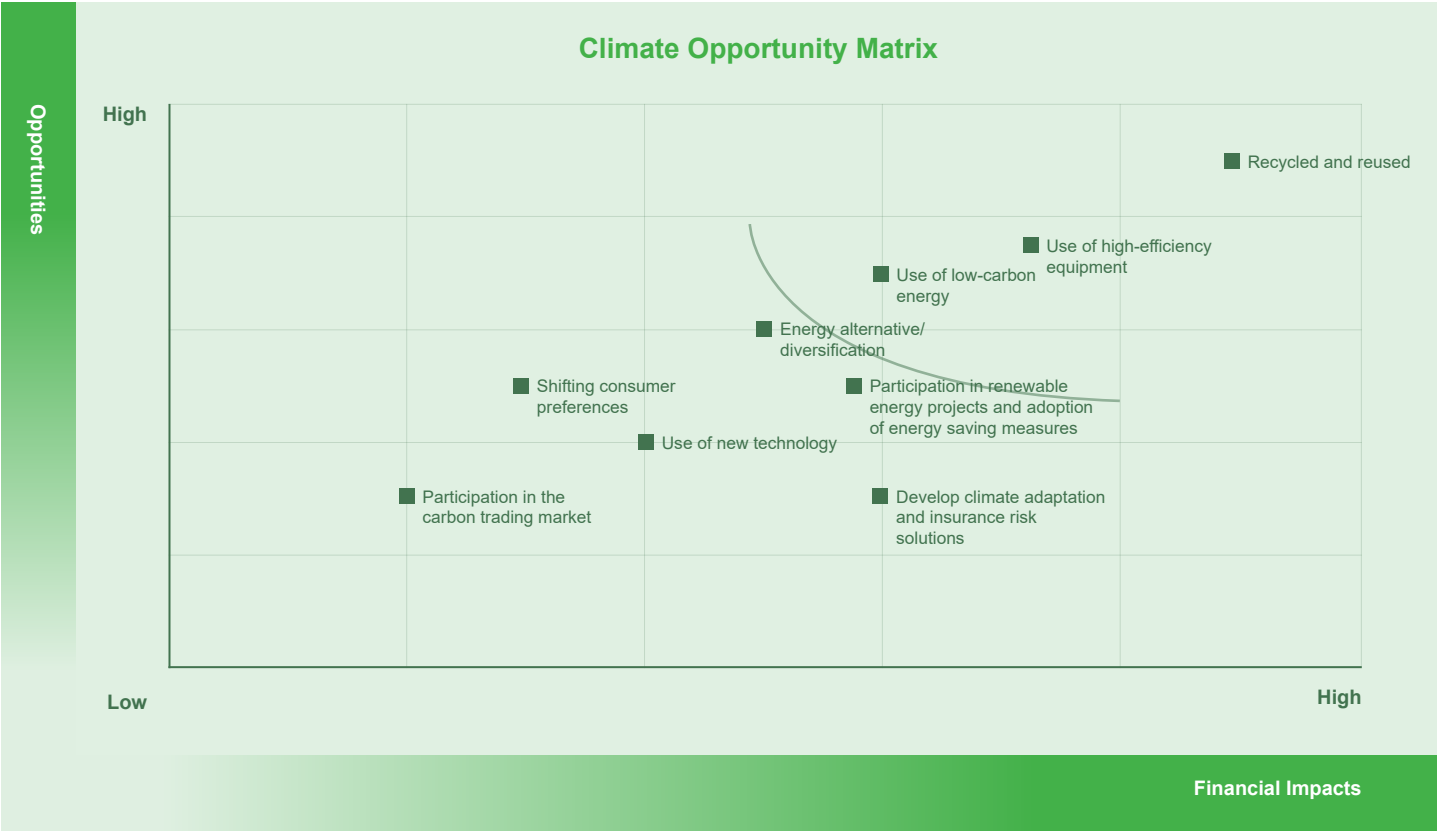 Climate Opportunity Matrix
Opportunities
High
Recycled and reused
Use of high-efficiency
equipment
Use of low-carbon
energy
Energy alternative/
diversification
Shifting consumer
preferences
Participation in renewable
energy projects and adoption
of energy saving measures
Use of new technology
Participation in the
carbon trading market
Develop climate adaptation
and insurance risk
solutions
Low
High
Financial Impacts